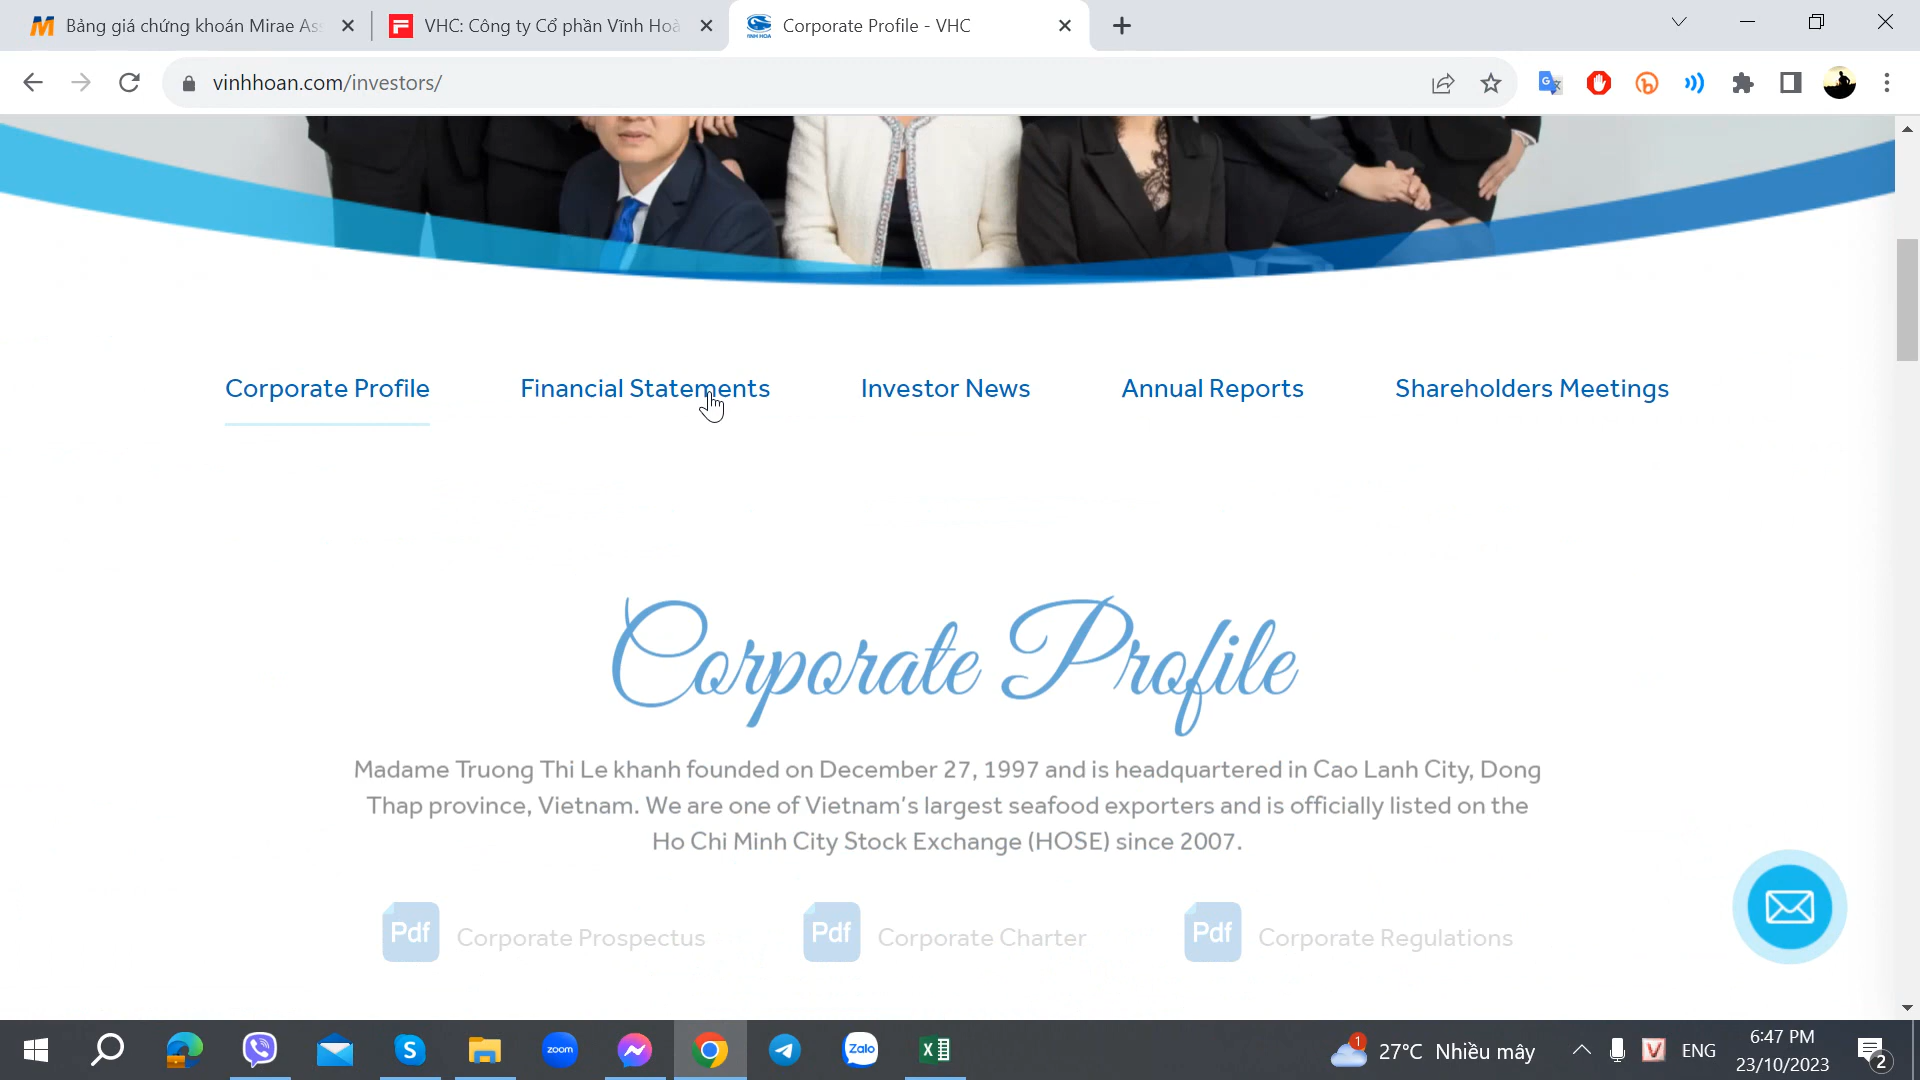 Bảng giá chứng khoán Mirae As
VHC: Công ty Cổ phần Vĩnh Hoà
Corporate Profile - VHC
vinhhoan.com/investors/
Corporate Profile
Financial Statements
Investor News
Annual Reports
Shareholders Meetings
Corporate Profile
Madame Truong Thi Le khanh founded on December 27, 1997 and is headquartered in Cao Lanh City, Dong
Thap province, Vietnam. We are one of Vietnam's largest seafood exporters and is officially listed on the
Ho Chi Minh City Stock Exchange (HOSE) since 2007.
Pdf Corporate Prospectus
Pdf Corporate Charter
Pdf Corporate Regulations
zoom
Zalo
1
27°C Nhiều mây
ENG
6:47 PM
23/10/2023
2